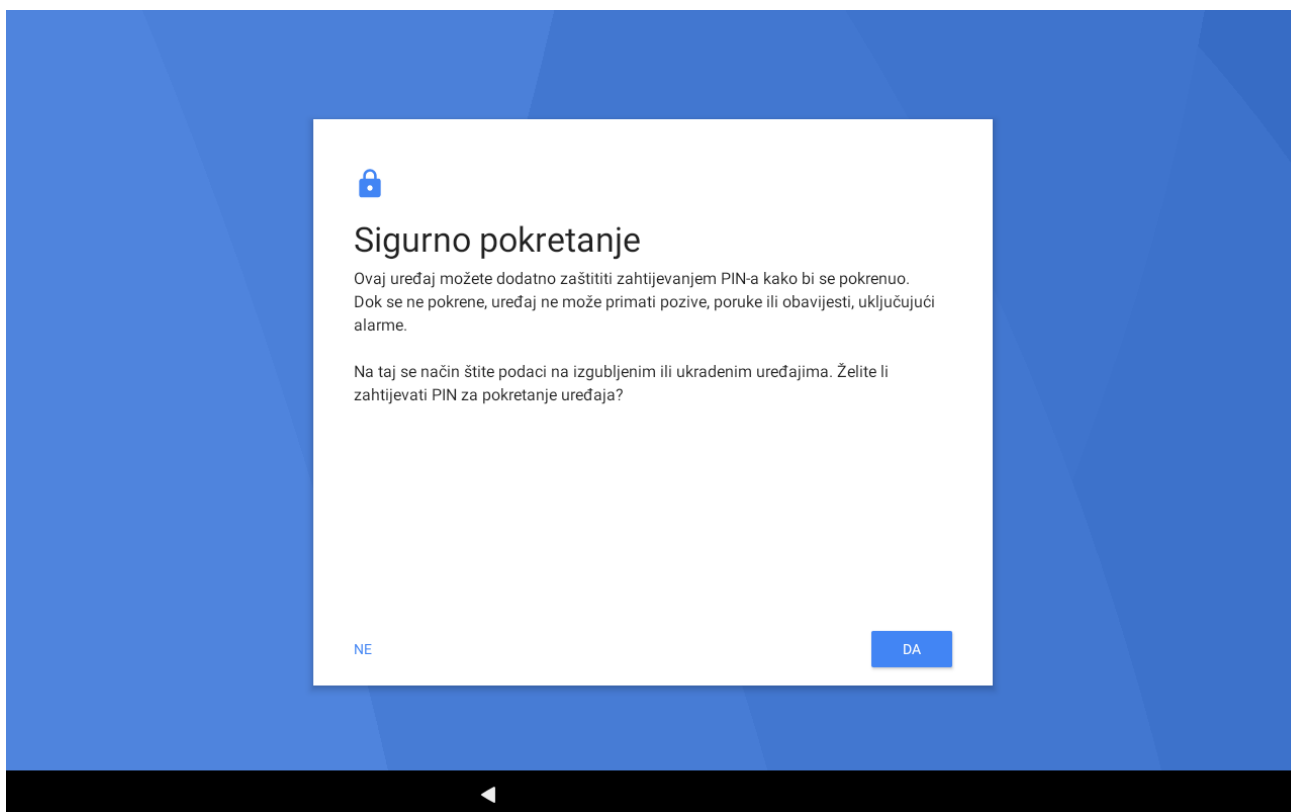 Sigurno pokretanje
Ovaj uređaj možete dodatno zaštititi zahtijevanjem PIN-a kako bi se pokrenuo.
Dok se ne pokrene, uređaj ne može primati pozive, poruke ili obavijesti, uključujući
alarme.
Na taj se način štite podaci na izgubljenim ili ukradenim uređajima. Želite li
zahtijevati PIN za pokretanje uređaja?
NE
DA